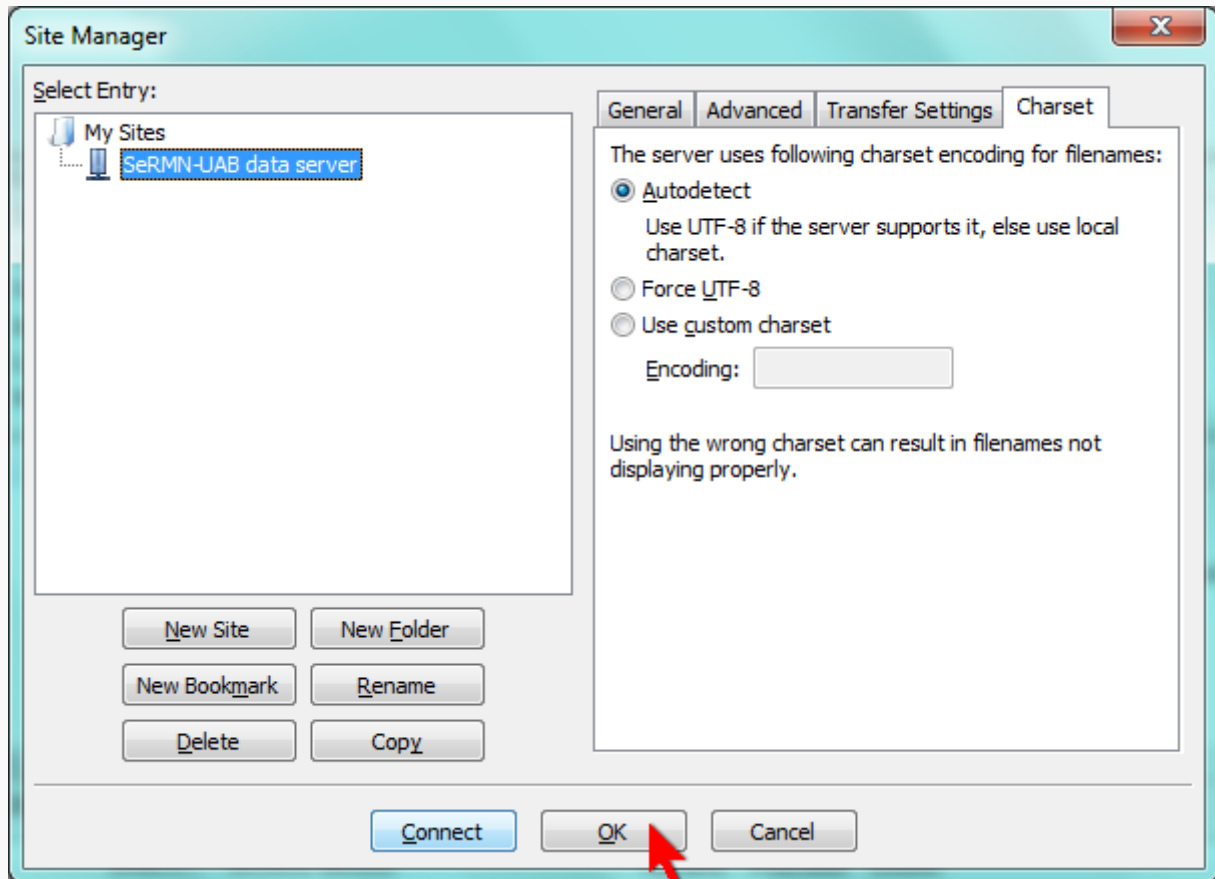 Site Manager
Select Entry:
My Sites
SeRMN-UAB data server
New Site
New Folder
New Bookmark
Rename
Delete
Copy
General
Advanced
Transfer Settings
Charset
The server uses following charset encoding for filenames:
Autodetect
Use UTF-8 if the server supports it, else use local
charset.
Force UTF-8
Use custom charset
Encoding:
Using the wrong charset can result in filenames not
displaying properly.
Connect
OK
Cancel